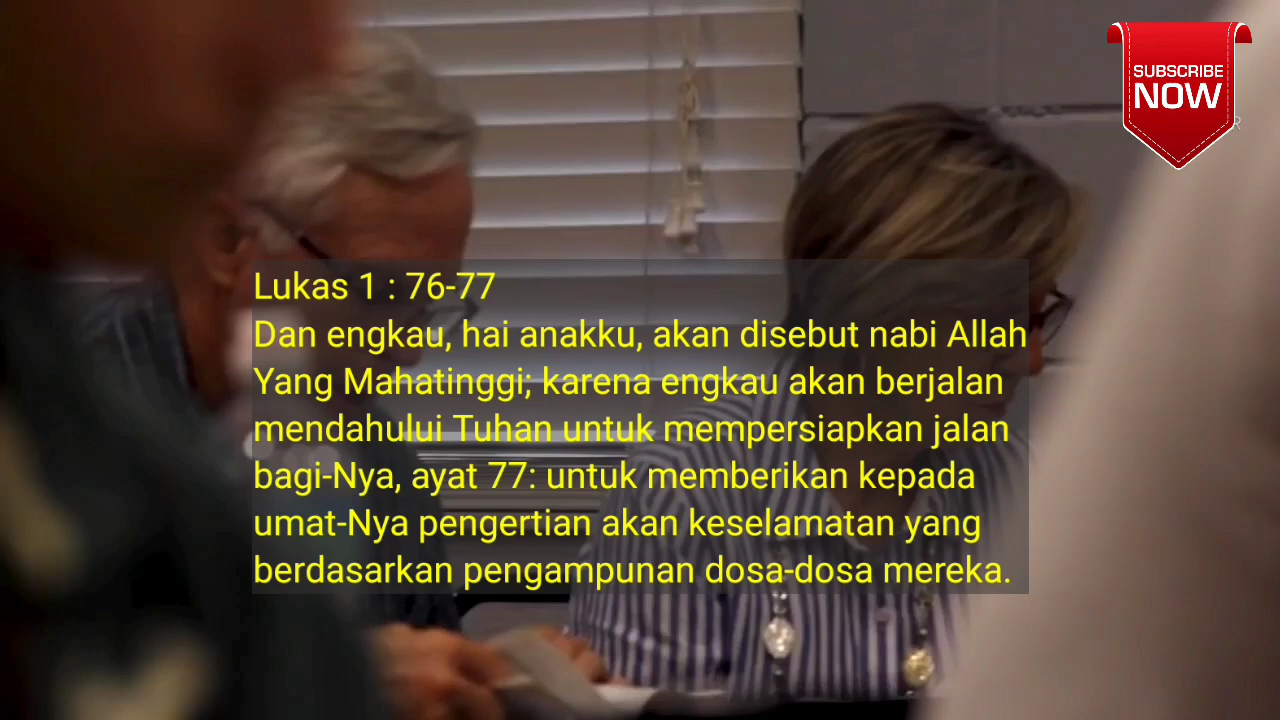 SUBSCRIBE
NOW
R
Lukas 1 : 76-77
Dan engkau, hai anakku, akan disebut nabi Allah
Yang Mahatinggi; karena engkau akan berjalan
mendahului Tuhan untuk mempersiapkan jalan
bagi-Nya, ayat 77: untuk memberikan kepada
umat-Nya pengertian akan keselamatan yang
berdasarkan pengampunan dosa-dosa mereka.